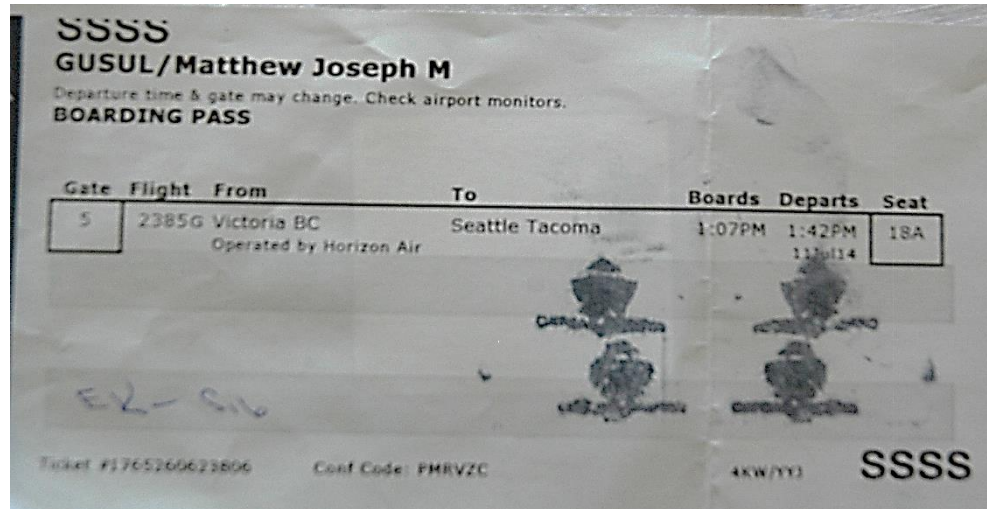 SSSS
GUSUL/Matthew Joseph M
Departure time & gate may change. Check airport monitors.
BOARDING PASS
Gate Flight From To Boards Departs Seat
5 2385G Victoria BC Seattle Tacoma 1:07PM 1:42PM 18A
Operated by Horizon Air 11Jul14
Ticket #1765260623806 Conf Code: PMRVZC 4KW/YYJ SSSS